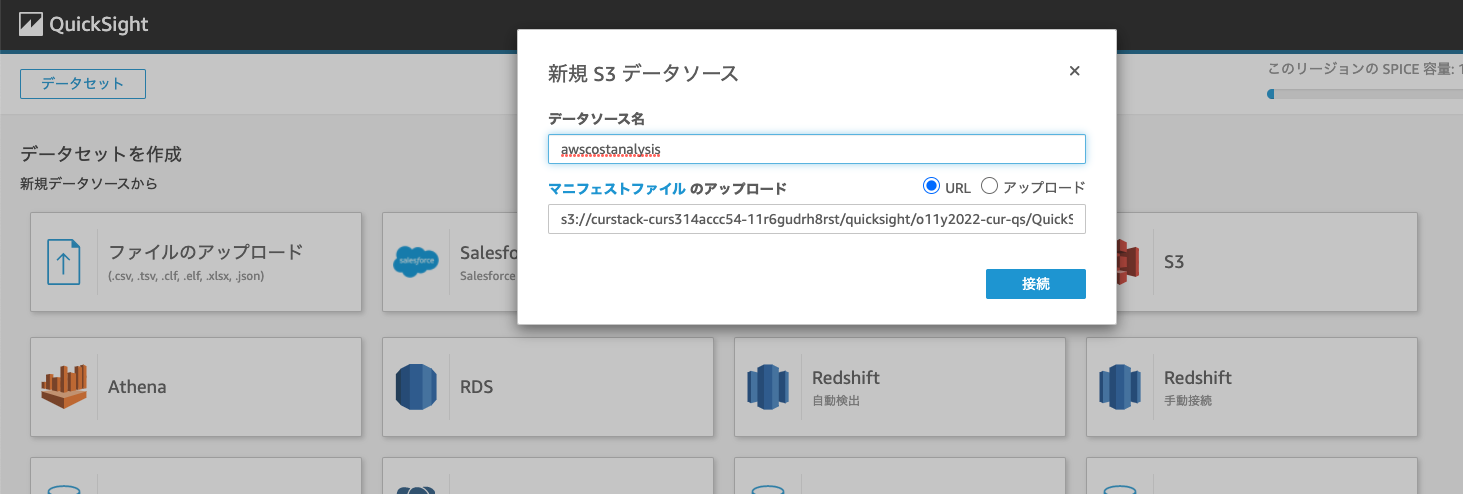 QuickSight
データセット
このリージョンの SPICE 容量: 1
データセットを作成
新規データソースから
新規 S3 データソース
×
データソース名
awscostanalysis
マニフェストファイル のアップロード
URL
アップロード
s3://curstack-curs314accc54-11r6gudrh8rst/quicksight/o11y2022-cur-qs/QuickS
接続
ファイルのアップロード
(.csv, .tsv, .clf, .elf, .xlsx, .json)
salesforce
Salesfo
Salesforce
S3
Athena
RDS
Redshift
自動検出
Redshift
手動接続